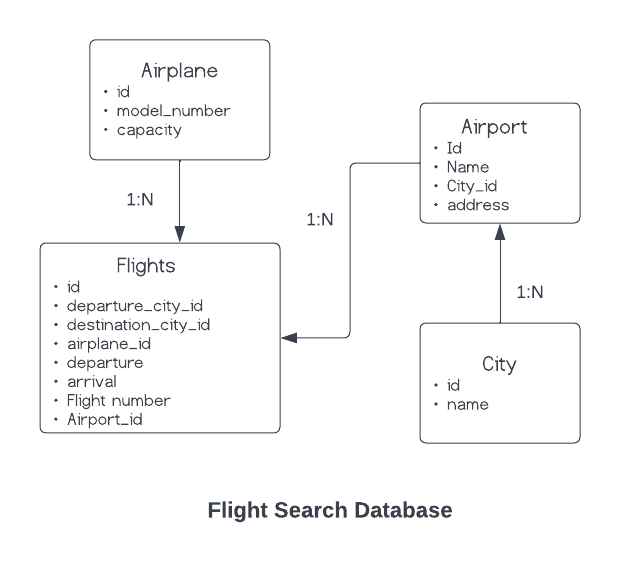 Airplane
• id
• model_number
• capacity
1:N
Airport
• Id
• Name
• City_id
• address
1:N
Flights
• id
• departure_city_id
• destination_city_id
• airplane_id
• departure
• arrival
• Flight number
• Airport_id
1:N
City
• id
• name
Flight Search Database